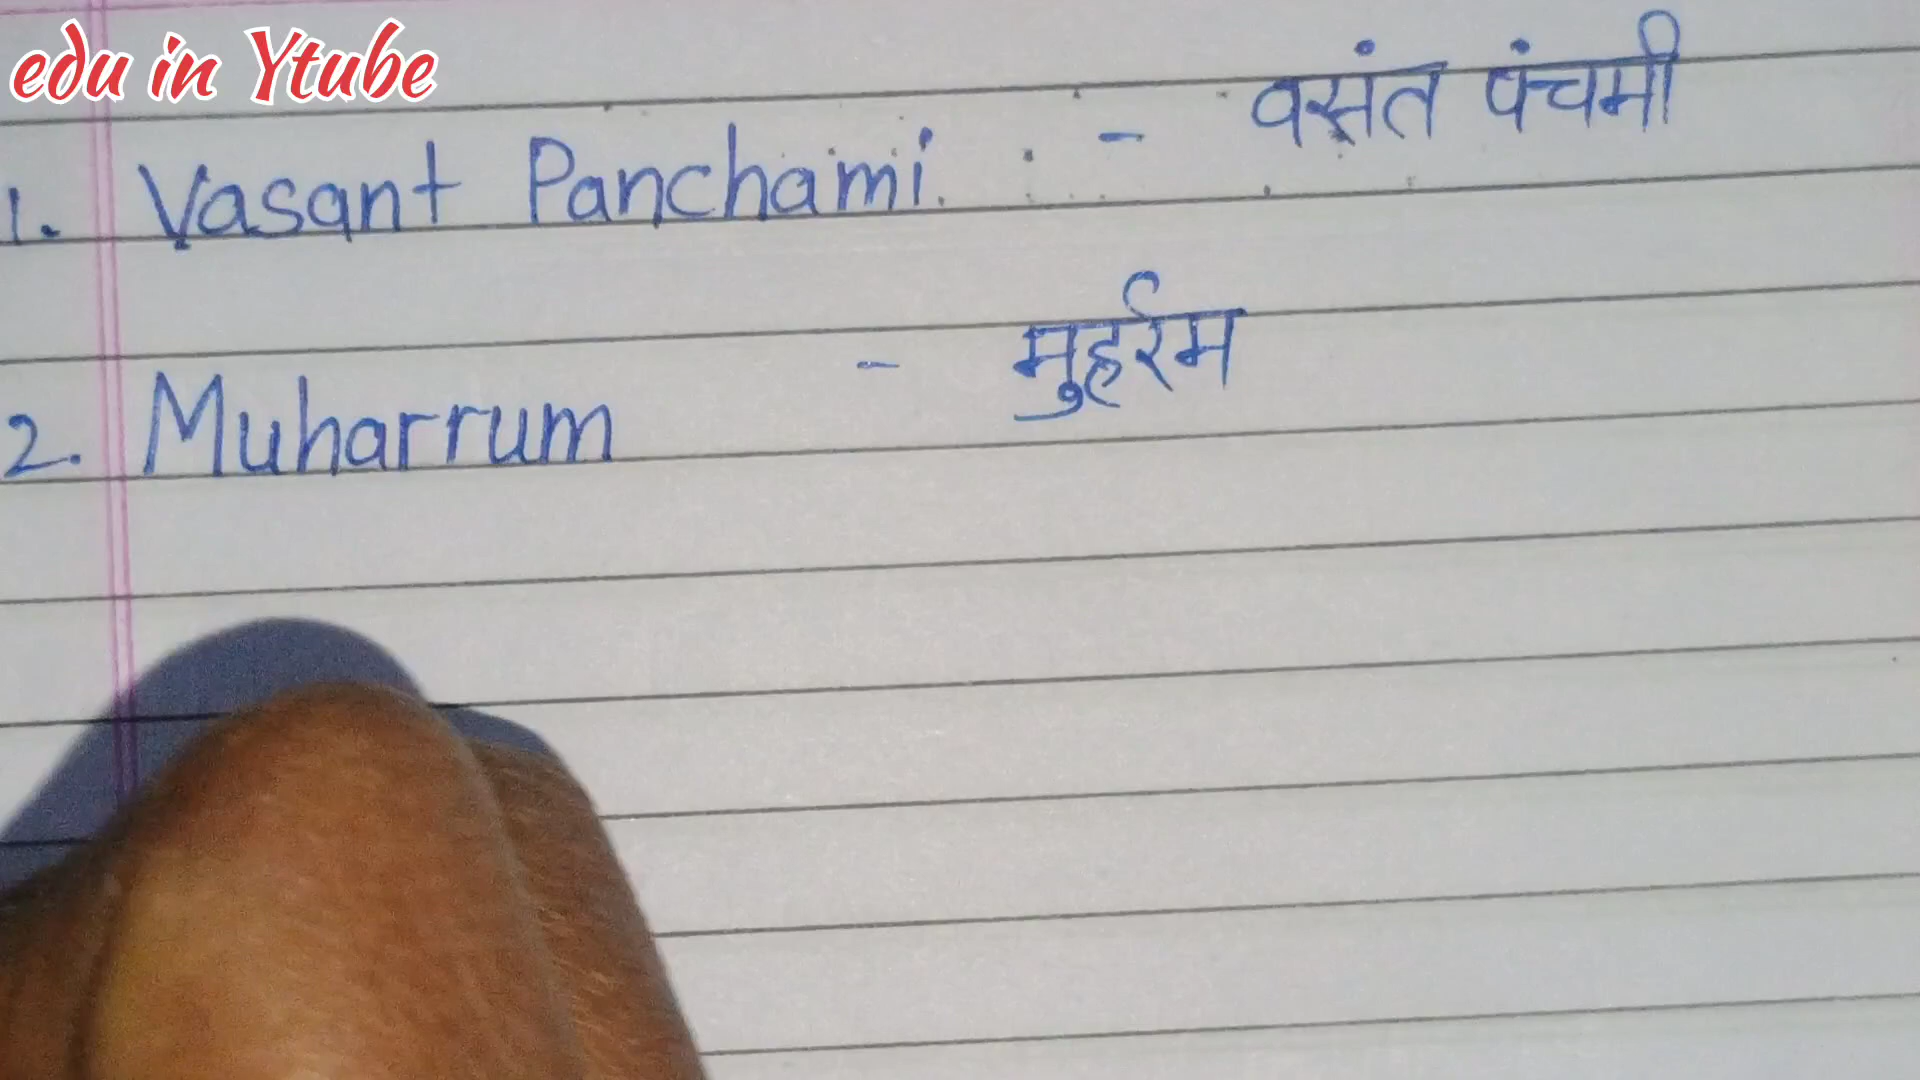 edu in Ytube
1. Vasant Panchami - वसंत पंचमी
2. Muharrum - मुहर्रम